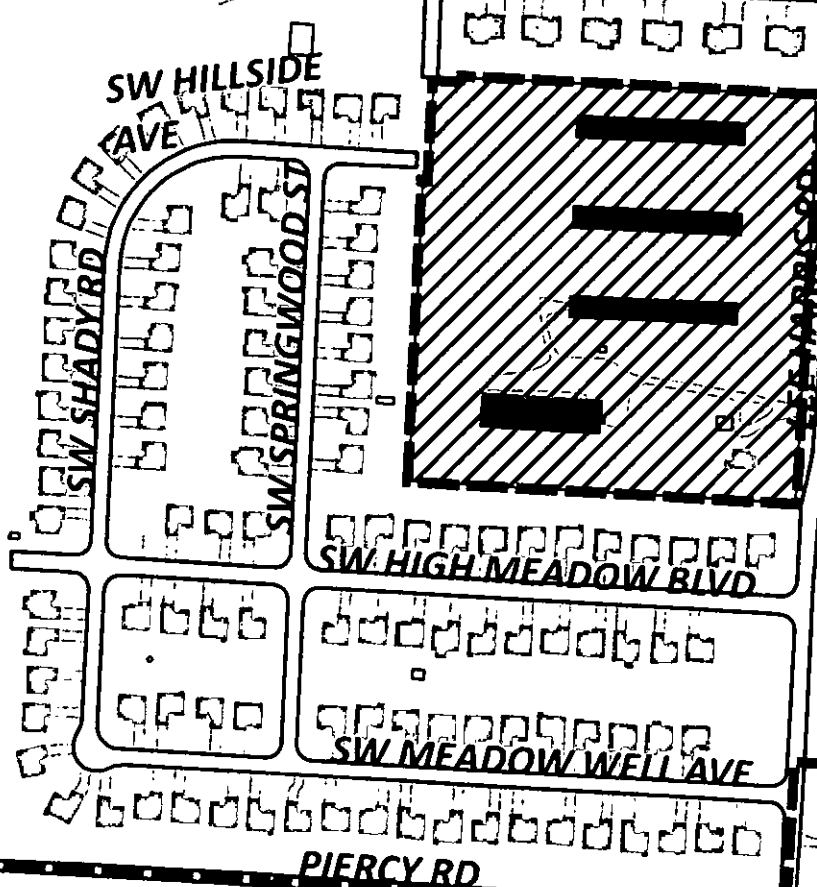 SW HILLSIDE
AVE
SW SPRINGWOOD ST
SW SHADY RD
SW HIGH MEADOW BLVD
SW MEADOW WELL AVE
PIERCY RD